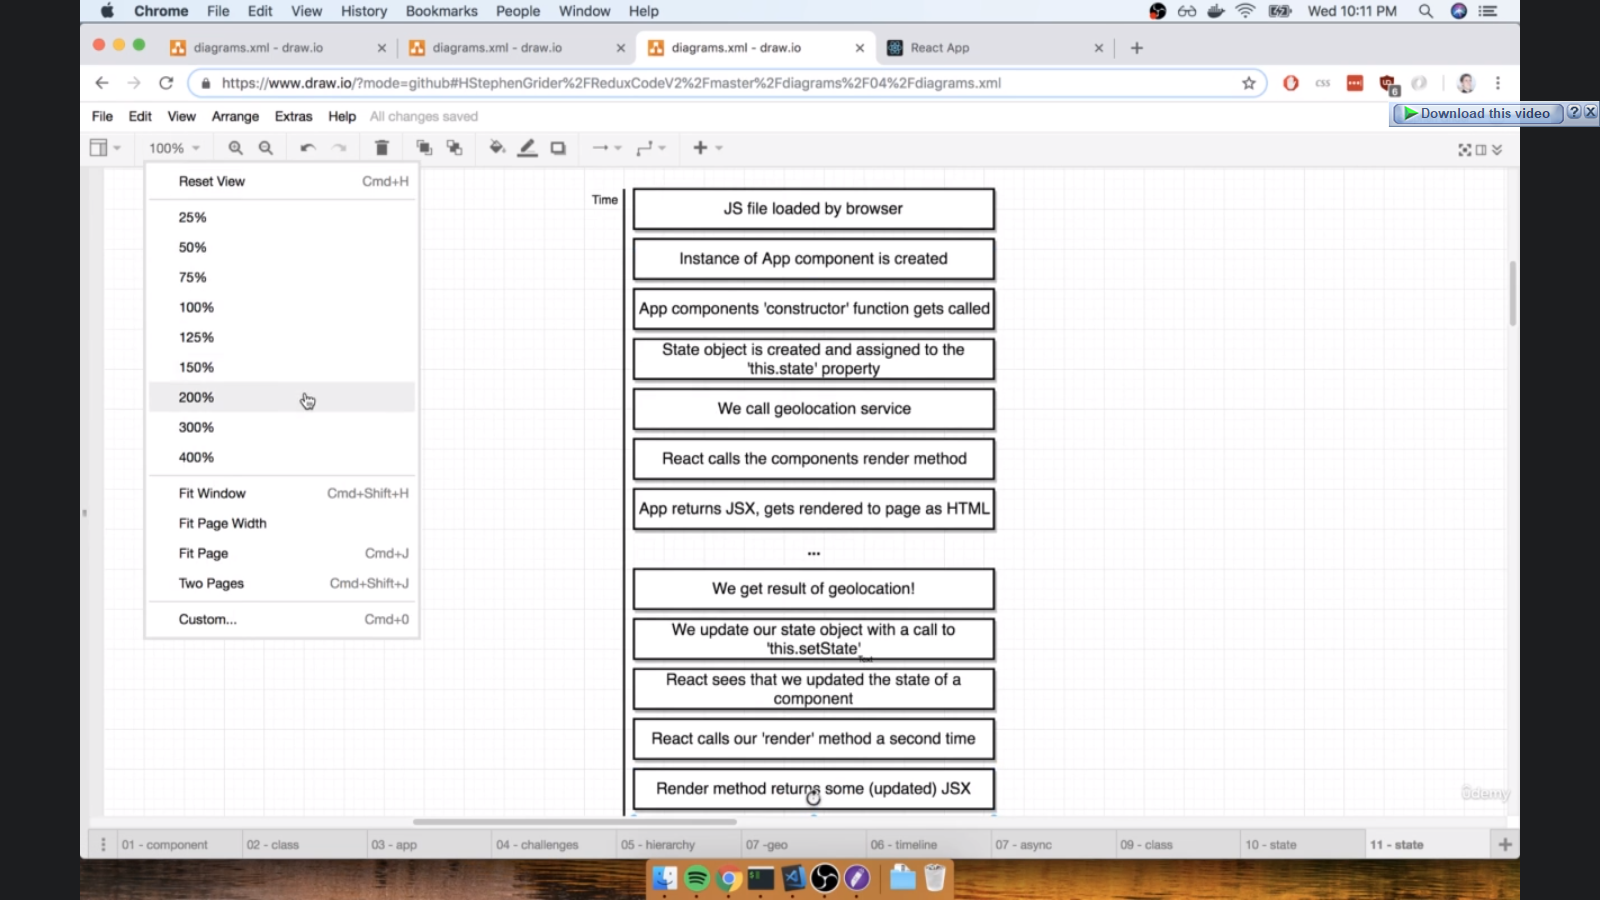 Chrome File Edit View History Bookmarks People Window Help Wed 10:11 PM
diagrams.xml - draw.io diagrams.xml - draw.io diagrams.xml - draw.io React App
https://www.draw.io/?mode=github#HStephenGrider%2FReduxCodeV2%2Fmaster%2Fdiagrams%2F04%2Fdiagrams.xml CSS 6
File Edit View Arrange Extras Help All changes saved
Download this video ? X
100%
Reset View Cmd+H
25%
50%
75%
100%
125%
150%
200%
300%
400%
Fit Window Cmd+Shift+H
Fit Page Width
Fit Page Cmd+J
Two Pages Cmd+Shift+J
Custom... Cmd+0
Time
JS file loaded by browser
Instance of App component is created
App components 'constructor' function gets called
State object is created and assigned to the
'this.state' property
We call geolocation service
React calls the components render method
App returns JSX, gets rendered to page as HTML
...
We get result of geolocation!
We update our state object with a call to
'this.setState'
Text
React sees that we updated the state of a
component
React calls our 'render' method a second time
Render method returns some (updated) JSX
ûdemy
01 - component 02 - class 03 - app 04 - challenges 05 - hierarchy 07 -geo 06 - timeline 07 - async 09 - class 10 - state 11 - state